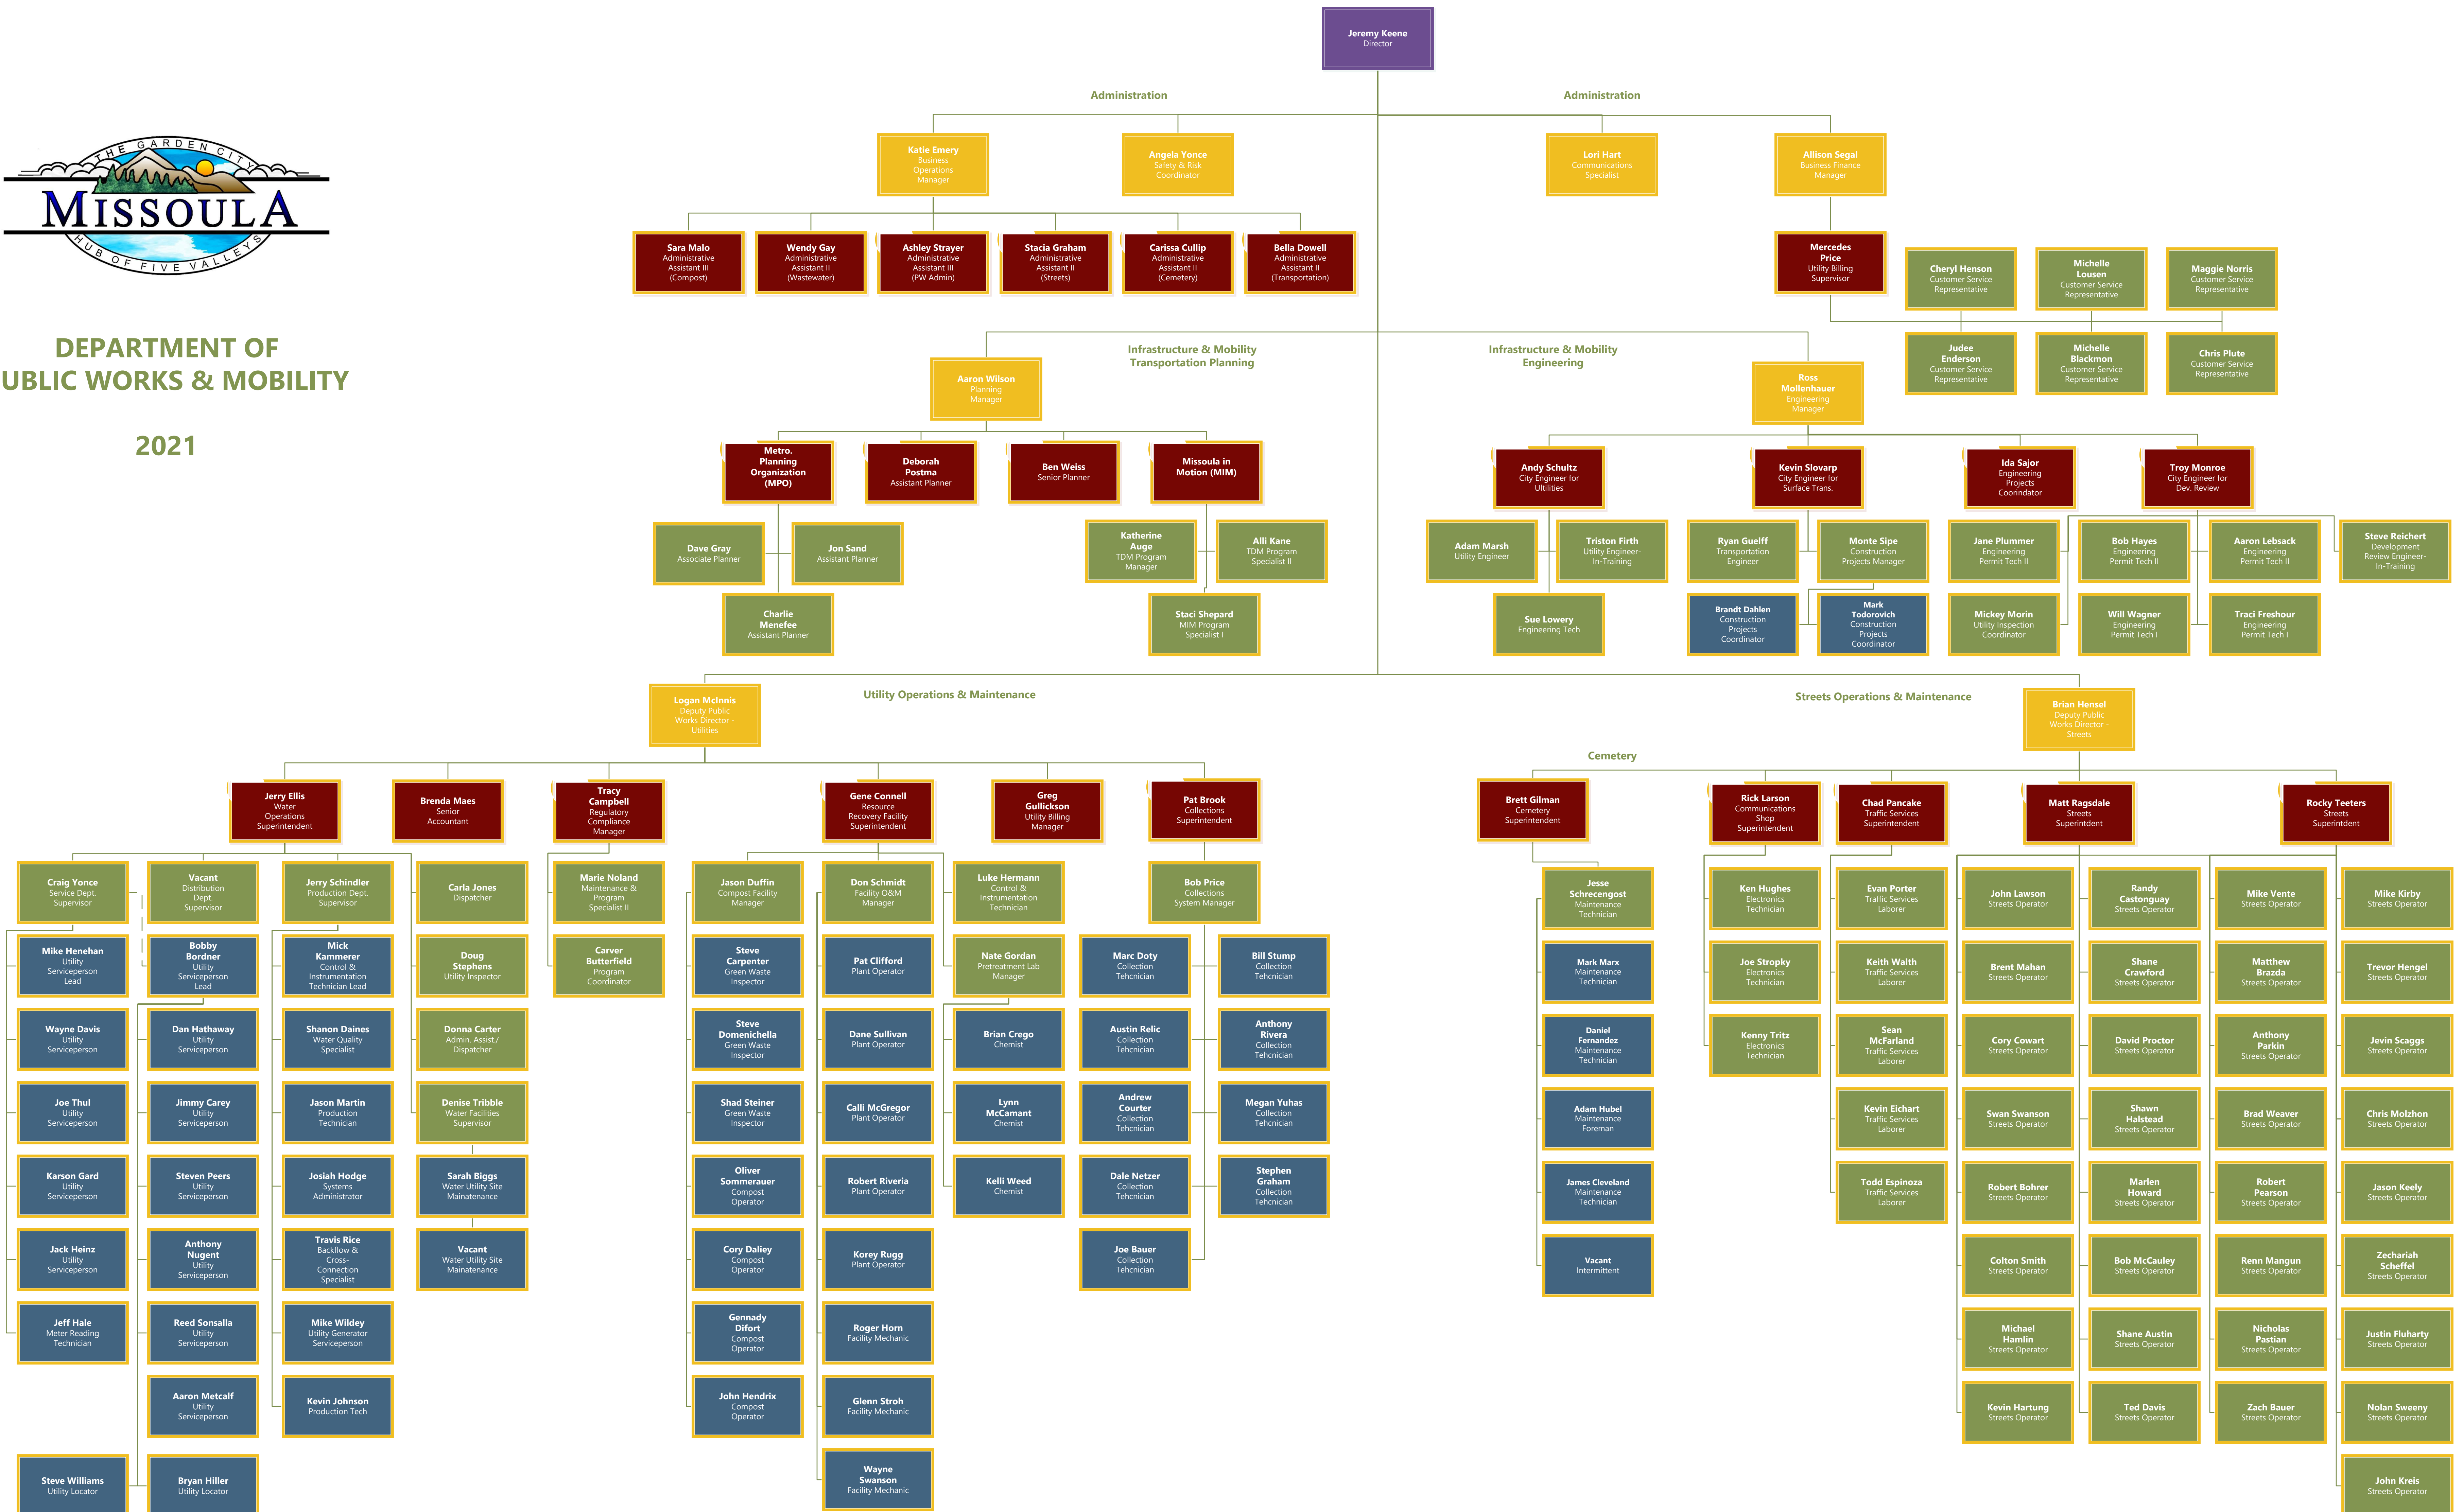 Jeremy Keene
Director
Administration
Administration
THE GARDEN CITY
MISSOULA
HUB OF FIVE VALLEYS
DEPARTMENT OF
UBLIC WORKS & MOBILITY
2021
Katie Emery
Business
Operations
Manager
Angela Yonce
Safety & Risk
Coordinator
Lori Hart
Communications
Specialist
Allison Segal
Business Finance
Manager
Sara Malo
Administrative
Assistant III
(Compost)
Wendy Gay
Administrative
Assistant II
(Wastewater)
Ashley Strayer
Administrative
Assistant III
(PW Admin)
Stacia Graham
Administrative
Assistant II
(Streets)
Carissa Cullip
Administrative
Assistant II
(Cemetery)
Bella Dowell
Administrative
Assistant II
(Transportation)
Mercedes
Price
Utility Billing
Supervisor
Cheryl Henson
Customer Service
Representative
Michelle
Lousen
Customer Service
Representative
Maggie Norris
Customer Service
Representative
Judee
Enderson
Customer Service
Representative
Michelle
Blackmon
Customer Service
Representative
Chris Plute
Customer Service
Representative
Infrastructure & Mobility
Transportation Planning
Infrastructure & Mobility
Engineering
Aaron Wilson
Planning
Manager
Ross
Mollenhauer
Engineering
Manager
Metro.
Planning
Organization
(MPO)
Deborah
Postma
Assistant Planner
Ben Weiss
Senior Planner
Missoula in
Motion (MIM)
Andy Schultz
City Engineer for
Ultilities
Kevin Slovarp
City Engineer for
Surface Trans.
Ida Sajor
Engineering
Projects
Coorindator
Troy Monroe
City Engineer for
Dev. Review
Dave Gray
Associate Planner
Jon Sand
Assistant Planner
Katherine
Auge
TDM Program
Manager
Alli Kane
TDM Program
Specialist II
Adam Marsh
Utility Engineer
Triston Firth
Utility Engineer-
In-Training
Ryan Guelff
Transportation
Engineer
Monte Sipe
Construction
Projects Manager
Jane Plummer
Engineering
Permit Tech II
Bob Hayes
Engineering
Permit Tech II
Aaron Lebsack
Engineering
Permit Tech II
Steve Reichert
Development
Review Engineer-
In-Training
Charlie
Menefee
Assistant Planner
Staci Shepard
MIM Program
Specialist I
Sue Lowery
Engineering Tech
Brandt Dahlen
Construction
Projects
Coordinator
Mark
Todorovich
Construction
Projects
Coordinator
Mickey Morin
Utility Inspection
Coordinator
Will Wagner
Engineering
Permit Tech I
Traci Freshour
Engineering
Permit Tech I
Logan McInnis
Deputy Public
Works Director -
Utilities
Utility Operations & Maintenance
Streets Operations & Maintenance
Brian Hensel
Deputy Public
Works Director -
Streets
Cemetery
Jerry Ellis
Water
Operations
Superintendent
Brenda Maes
Senior
Accountant
Tracy
Campbell
Regulatory
Compliance
Manager
Gene Connell
Resource
Recovery Facility
Superintendent
Greg
Gullickson
Utility Billing
Manager
Pat Brook
Collections
Superintendent
Brett Gilman
Cemetery
Superintendent
Rick Larson
Communications
Shop
Superintendent
Chad Pancake
Traffic Services
Superintendent
Matt Ragsdale
Streets
Superintdent
Rocky Teeters
Streets
Superintdent
Craig Yonce
Service Dept.
Supervisor
Vacant
Distribution
Dept.
Supervisor
Jerry Schindler
Production Dept.
Supervisor
Carla Jones
Dispatcher
Marie Noland
Maintenance &
Program
Specialist II
Jason Duffin
Compost Facility
Manager
Don Schmidt
Facility O&M
Manager
Luke Hermann
Control &
Instrumentation
Technician
Bob Price
Collections
System Manager
Jesse
Schrecengost
Maintenance
Technician
Ken Hughes
Electronics
Technician
Evan Porter
Traffic Services
Laborer
John Lawson
Streets Operator
Randy
Castonguay
Streets Operator
Mike Vente
Streets Operator
Mike Kirby
Streets Operator
Mike Henehan
Utility
Serviceperson
Lead
Bobby
Bordner
Utility
Serviceperson
Lead
Mick
Kammerer
Control &
Instrumentation
Technician Lead
Doug
Stephens
Utility Inspector
Carver
Butterfield
Program
Coordinator
Steve
Carpenter
Green Waste
Inspector
Pat Clifford
Plant Operator
Nate Gordan
Pretreatment Lab
Manager
Marc Doty
Collection
Tehcnician
Bill Stump
Collection
Tehcnician
Mark Marx
Maintenance
Technician
Joe Stropky
Electronics
Technician
Keith Walth
Traffic Services
Laborer
Brent Mahan
Streets Operator
Shane
Crawford
Streets Operator
Matthew
Brazda
Streets Operator
Trevor Hengel
Streets Operator
Wayne Davis
Utility
Serviceperson
Dan Hathaway
Utility
Serviceperson
Shanon Daines
Water Quality
Specialist
Donna Carter
Admin. Assist./
Dispatcher
Steve
Domenichella
Green Waste
Inspector
Dane Sullivan
Plant Operator
Brian Crego
Chemist
Austin Relic
Collection
Tehcnician
Anthony
Rivera
Collection
Tehcnician
Daniel
Fernandez
Maintenance
Technician
Kenny Tritz
Electronics
Technician
Sean
McFarland
Traffic Services
Laborer
Cory Cowart
Streets Operator
David Proctor
Streets Operator
Anthony
Parkin
Streets Operator
Jevin Scaggs
Streets Operator
Joe Thul
Utility
Serviceperson
Jimmy Carey
Utility
Serviceperson
Jason Martin
Production
Technician
Denise Tribble
Water Facilities
Supervisor
Shad Steiner
Green Waste
Inspector
Calli McGregor
Plant Operator
Lynn
McCamant
Chemist
Andrew
Courter
Collection
Tehcnician
Megan Yuhas
Collection
Tehcnician
Adam Hubel
Maintenance
Foreman
Kevin Eichart
Traffic Services
Laborer
Swan Swanson
Streets Operator
Shawn
Halstead
Streets Operator
Brad Weaver
Streets Operator
Chris Molzhon
Streets Operator
Karson Gard
Utility
Serviceperson
Steven Peers
Utility
Serviceperson
Josiah Hodge
Systems
Administrator
Sarah Biggs
Water Utility Site
Mainatenance
Oliver
Sommerauer
Compost
Operator
Robert Riveria
Plant Operator
Kelli Weed
Chemist
Dale Netzer
Collection
Tehcnician
Stephen
Graham
Collection
Tehcnician
James Cleveland
Maintenance
Technician
Todd Espinoza
Traffic Services
Laborer
Robert Bohrer
Streets Operator
Marlen
Howard
Streets Operator
Robert
Pearson
Streets Operator
Jason Keely
Streets Operator
Jack Heinz
Utility
Serviceperson
Anthony
Nugent
Utility
Serviceperson
Travis Rice
Backflow &
Cross-
Connection
Specialist
Vacant
Water Utility Site
Mainatenance
Cory Daliey
Compost
Operator
Korey Rugg
Plant Operator
Joe Bauer
Collection
Tehcnician
Vacant
Intermittent
Colton Smith
Streets Operator
Bob McCauley
Streets Operator
Renn Mangun
Streets Operator
Zechariah
Scheffel
Streets Operator
Jeff Hale
Meter Reading
Technician
Reed Sonsalla
Utility
Serviceperson
Mike Wildey
Utility Generator
Serviceperson
Gennady
Difort
Compost
Operator
Roger Horn
Facility Mechanic
Michael
Hamlin
Streets Operator
Shane Austin
Streets Operator
Nicholas
Pastian
Streets Operator
Justin Fluharty
Streets Operator
Aaron Metcalf
Utility
Serviceperson
Kevin Johnson
Production Tech
John Hendrix
Compost
Operator
Glenn Stroh
Facility Mechanic
Kevin Hartung
Streets Operator
Ted Davis
Streets Operator
Zach Bauer
Streets Operator
Nolan Sweeny
Streets Operator
Steve Williams
Utility Locator
Bryan Hiller
Utility Locator
Wayne
Swanson
Facility Mechanic
John Kreis
Streets Operator